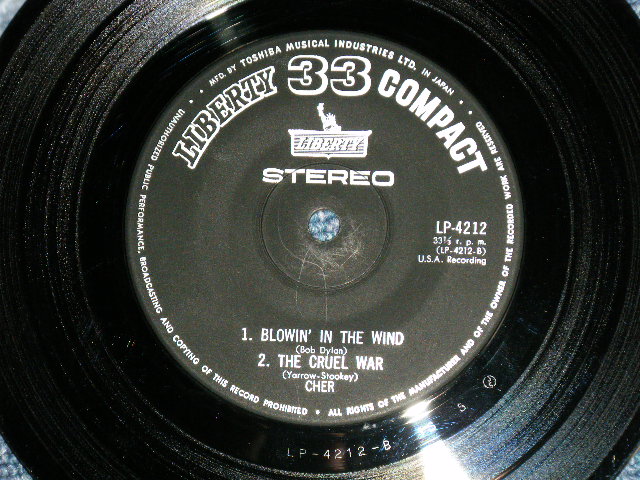 MFD. BY TOSHIBA MUSICAL INDUSTRIES LTD. IN JAPAN
LIBERTY 33 COMPACT
LIBERTY
STEREO
LP-4212
33⅓ r. p. m.
(LP-4212-B)
U.S.A. Recording
1. BLOWIN' IN THE WIND
(Bob Dylan)
2. THE CRUEL WAR
(Yarrow-Stookey)
CHER
UNAUTHORIZED PUBLIC PERFORMANCE, BROADCASTING AND COPYING OF THIS RECORD PROHIBITED • ALL RIGHTS OF THE MANUFACTURER AND OF THE OWNER OF THE RECORDED WORK ARE RESERVED
LP-4212-B
S